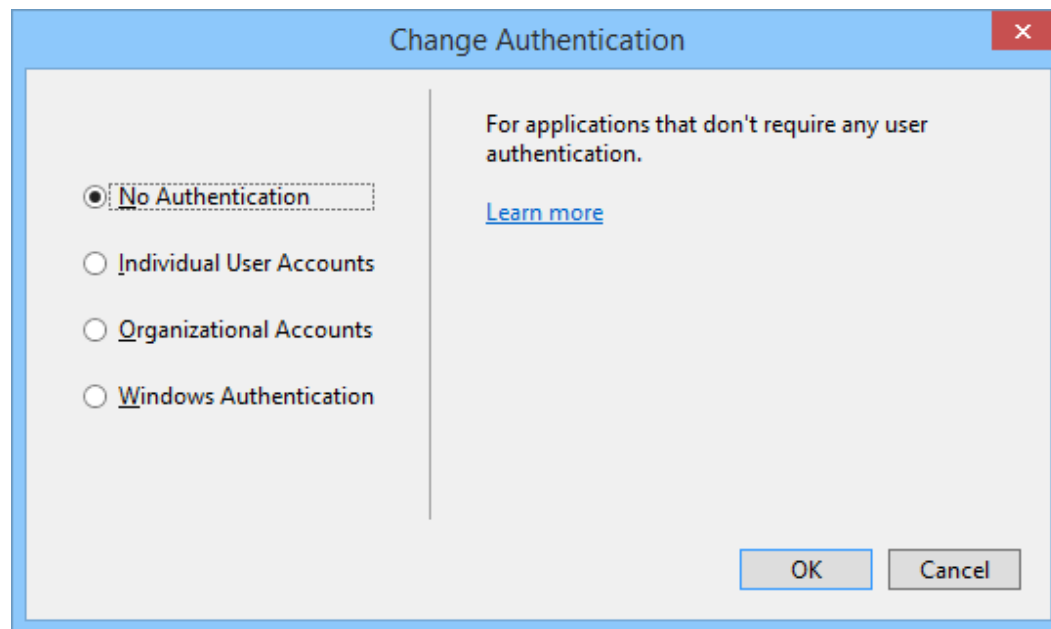 Change Authentication
No Authentication
Individual User Accounts
Organizational Accounts
Windows Authentication
For applications that don't require any user
authentication.
Learn more
OK
Cancel